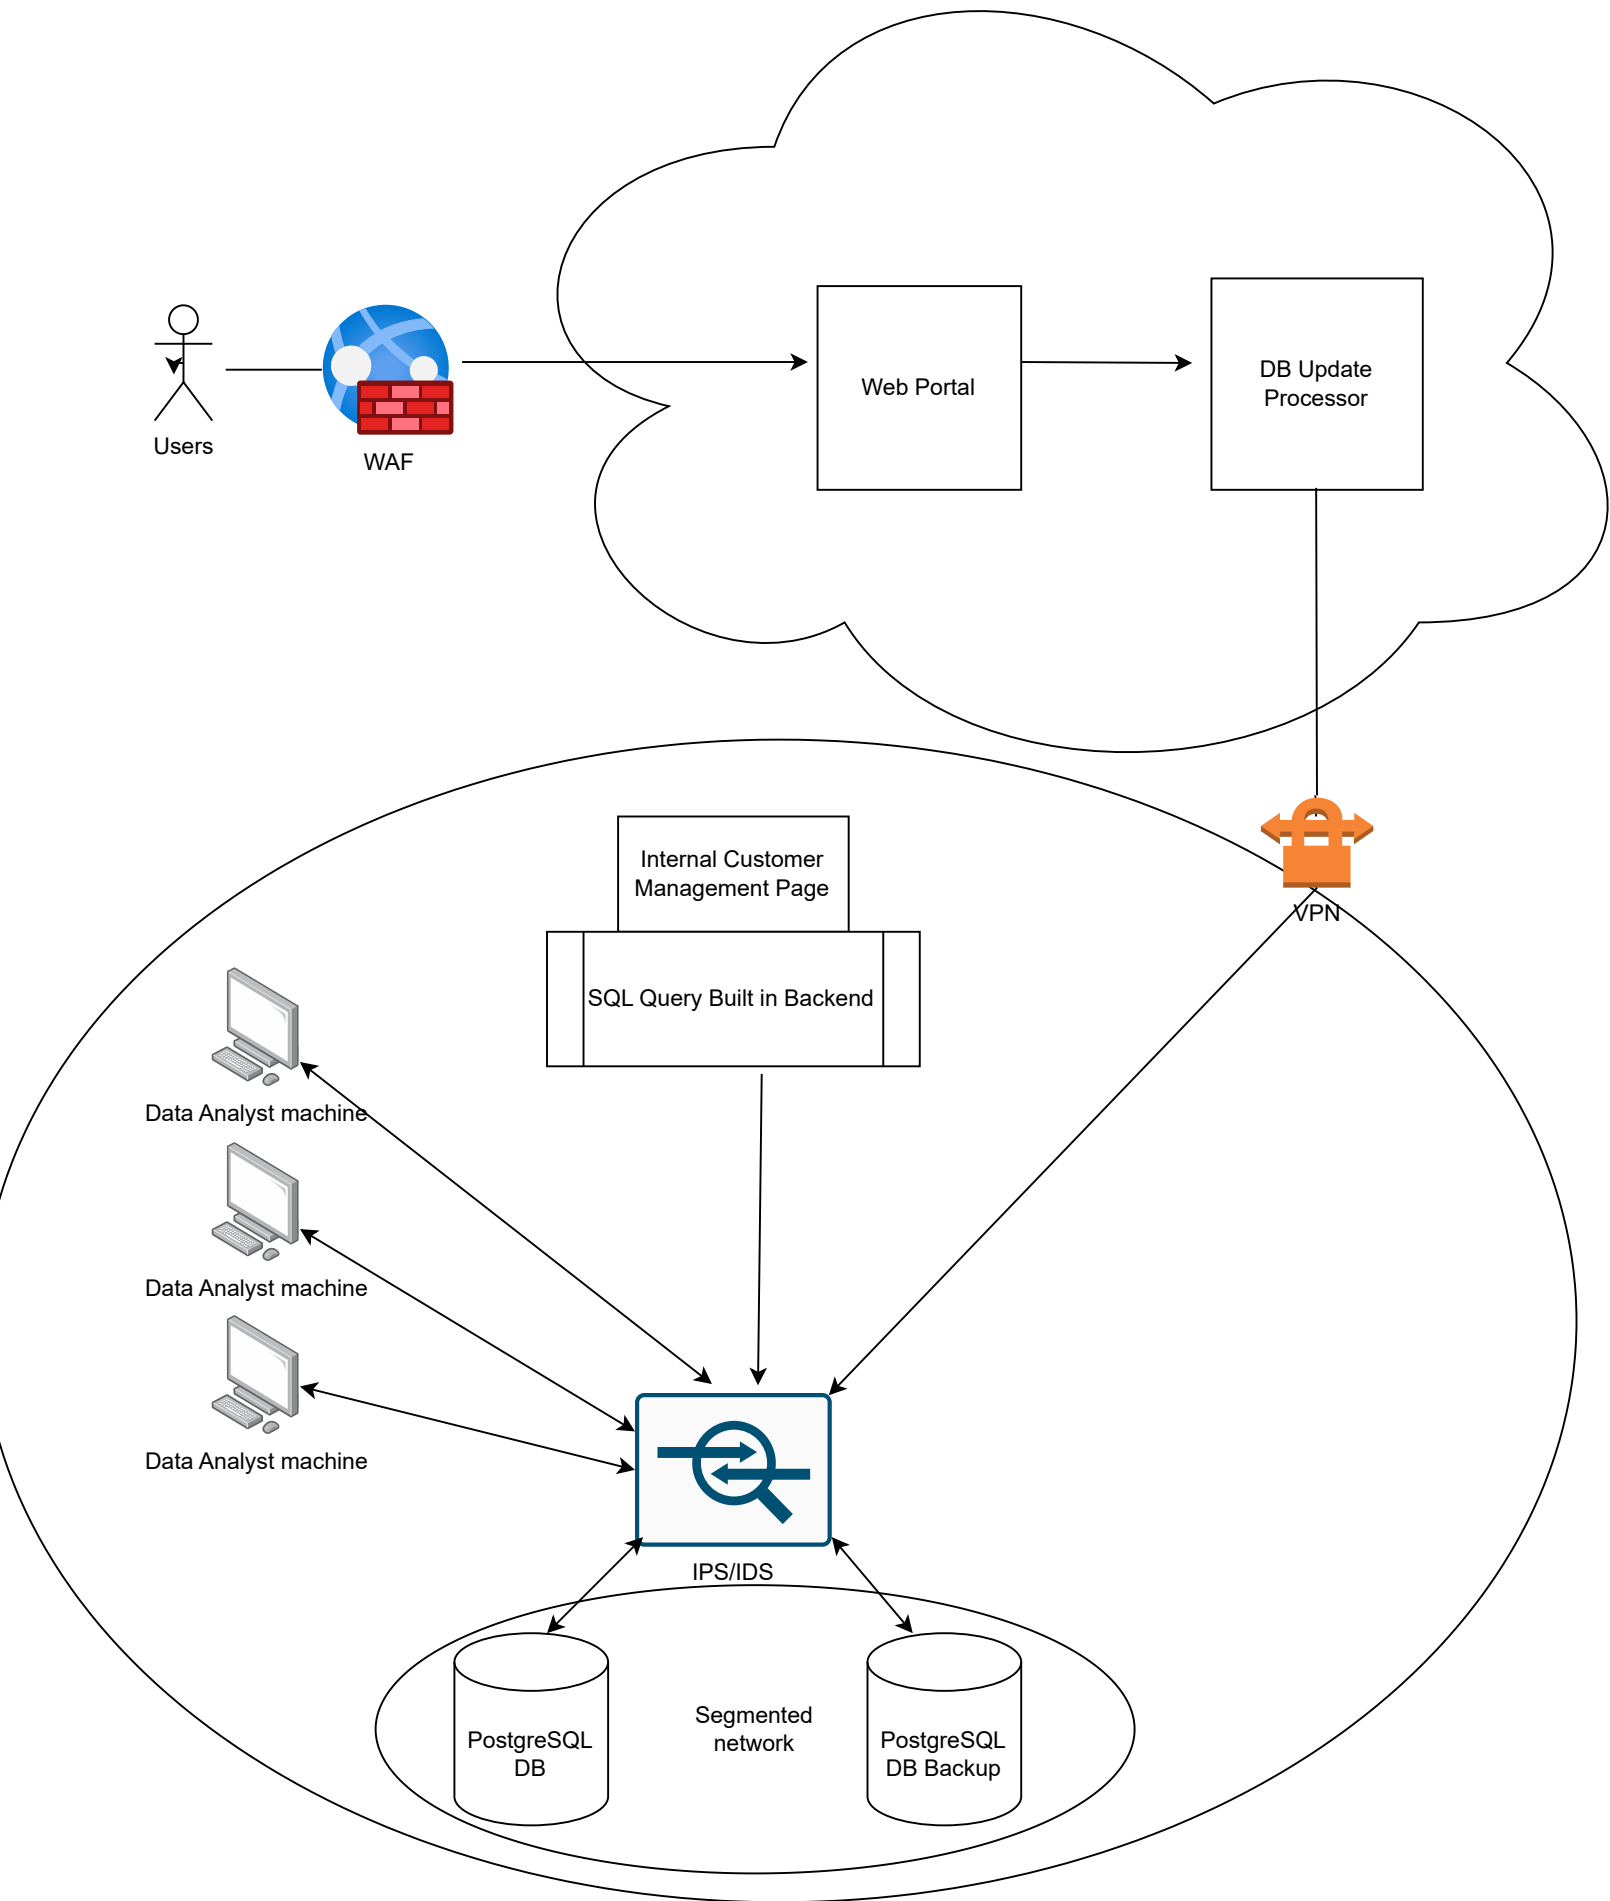 Users
WAF
Web Portal
DB Update
Processor
VPN
Internal Customer
Management Page
SQL Query Built in Backend
Data Analyst machine
Data Analyst machine
Data Analyst machine
IPS/IDS
Segmented
network
PostgreSQL
DB
PostgreSQL
DB Backup